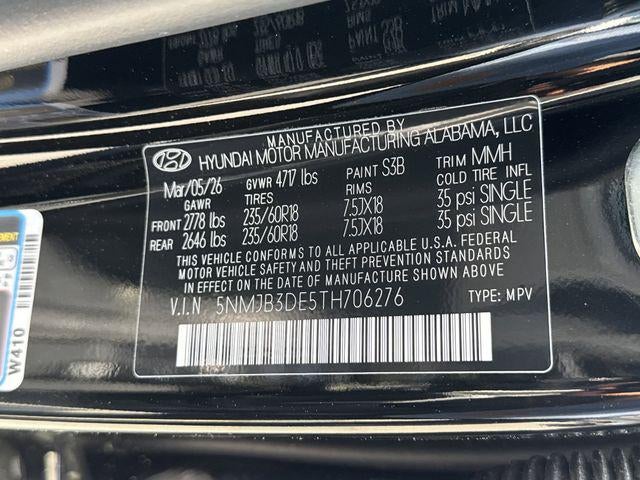 MANUFACTURED BY
HYUNDAI MOTOR MANUFACTURING ALABAMA, LLC
Mar/05/26 GVWR 4717 lbs PAINT S3B TRIM MMH
GAWR RIMS COLD TIRE INFL
FRONT 2778 lbs 235/60R18 7.5JX18 35 psi SINGLE
REAR 2646 lbs 235/60R18 7.5JX18 35 psi SINGLE
THIS VEHICLE CONFORMS TO ALL APPLICABLE U.S.A. FEDERAL
MOTOR VEHICLE SAFETY AND THEFT PREVENTION STANDARDS
IN EFFECT ON THE DATE OF MANUFACTURE SHOWN ABOVE
V.I.N 5NMJB3DE5TH706276 TYPE: MPV
W410